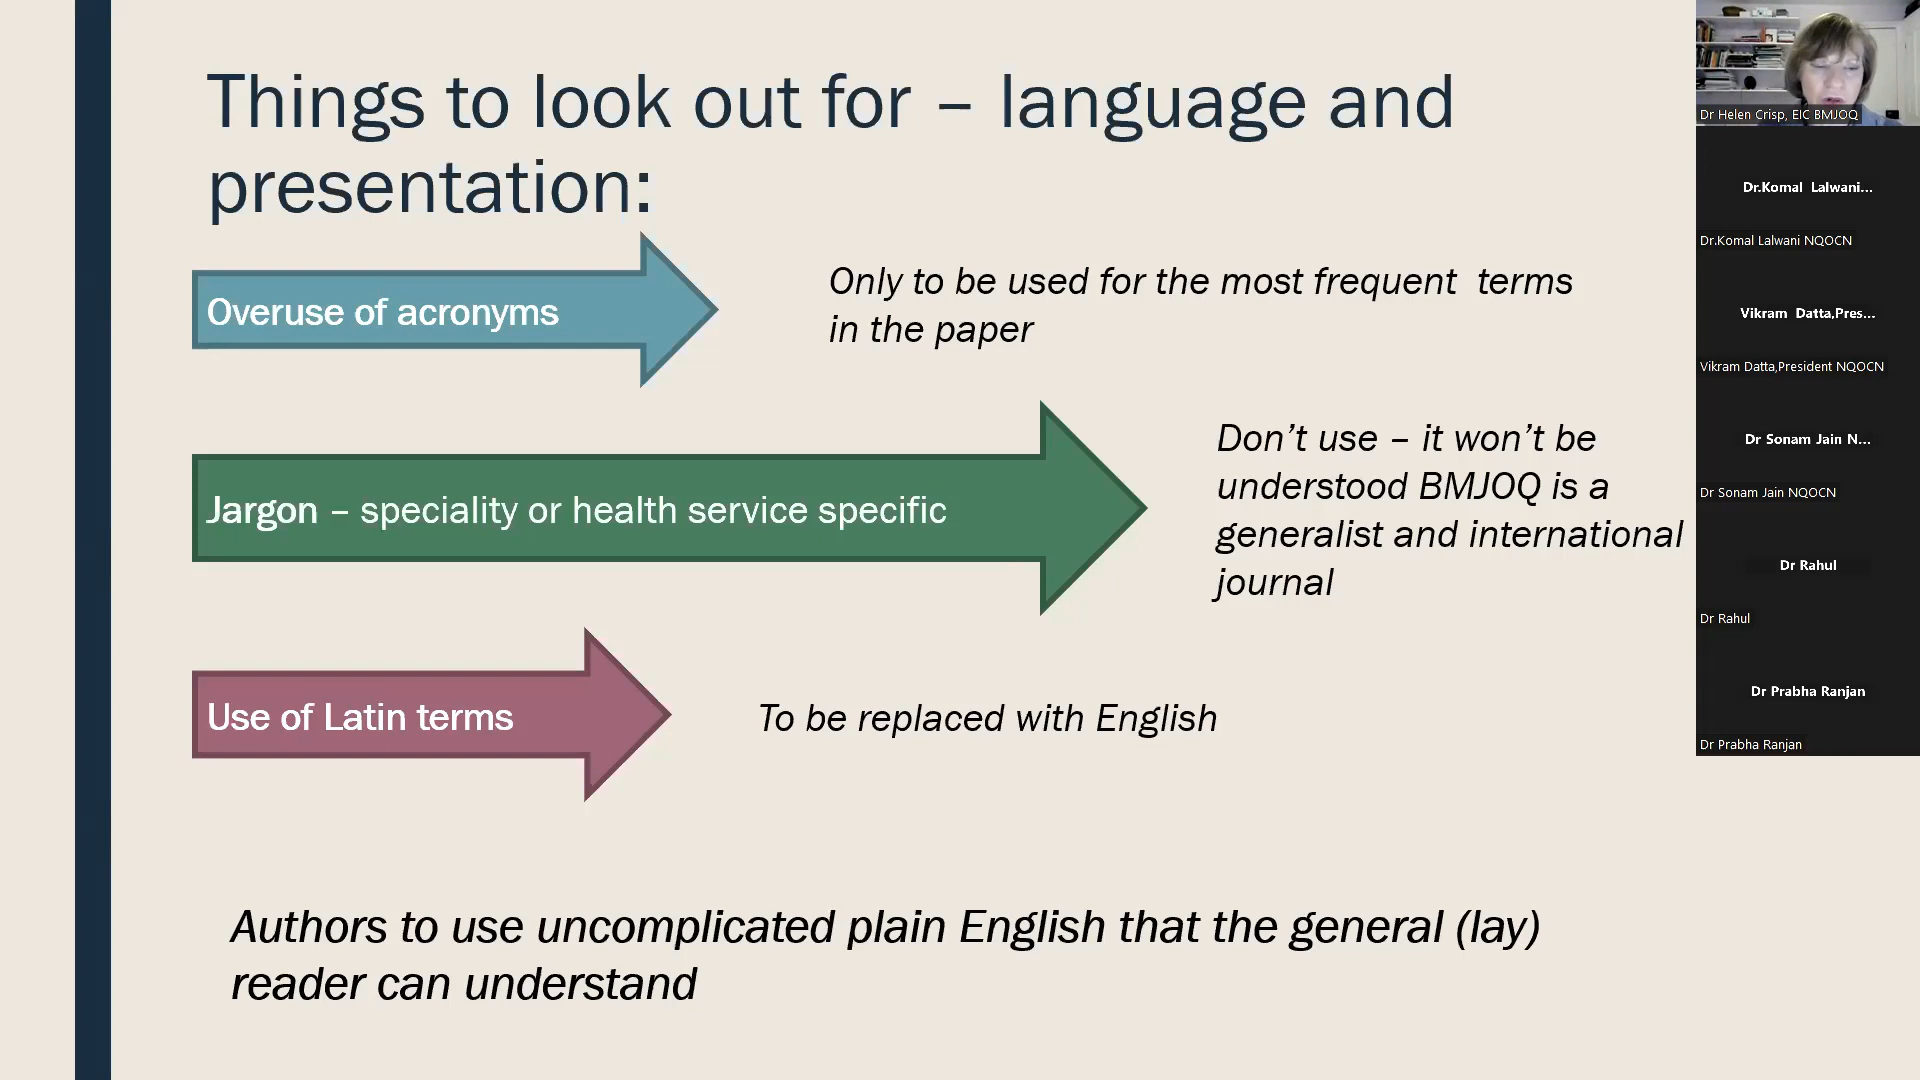 Things to look out for – language and
presentation:
Overuse of acronyms
Only to be used for the most frequent  terms
in the paper
Jargon – speciality or health service specific
Don’t use – it won’t be
understood BMJOQ is a
generalist and international
journal
Use of Latin terms
To be replaced with English
Authors to use uncomplicated plain English that the general (lay)
reader can understand
Dr Helen Crisp, EIC BMJOQ
Dr.Komal  Lalwani...
Dr.Komal Lalwani NQOCN
Vikram  Datta,Pres...
Vikram Datta,President NQOCN
Dr Sonam Jain N...
Dr Sonam Jain NQOCN
Dr Rahul
Dr Rahul
Dr Prabha Ranjan
Dr Prabha Ranjan